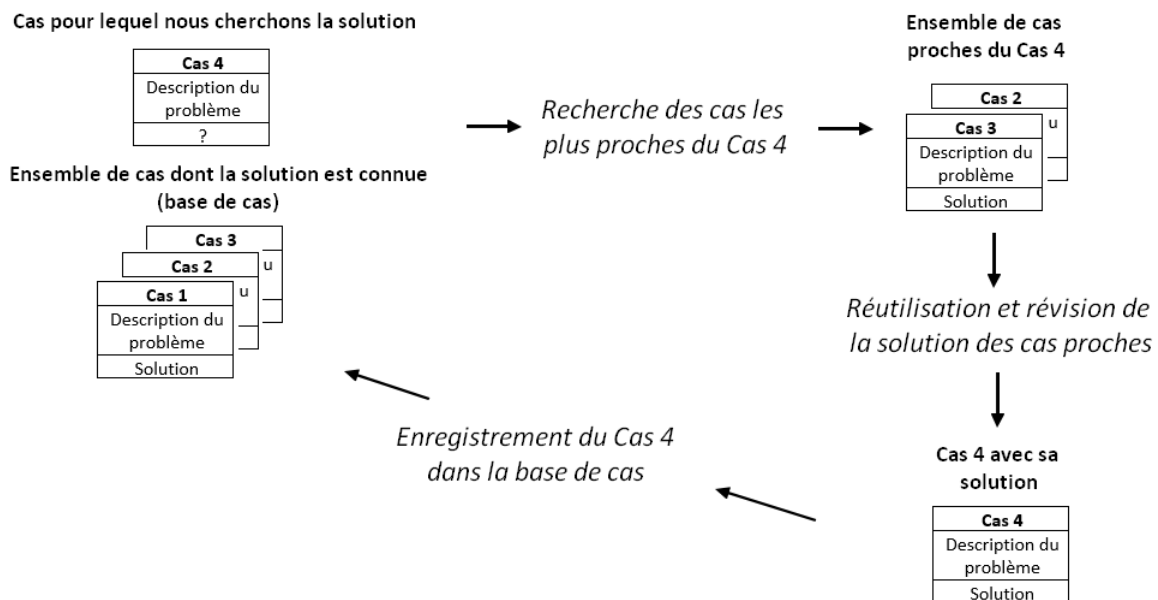 Cas pour lequel nous cherchons la solution
Cas 4
Description du
problème
?
Ensemble de cas dont la solution est connue
(base de cas)
Cas 3
u
Cas 2
u
Cas 1
Description du
problème
Solution
Recherche des cas les
plus proches du Cas 4
Ensemble de cas
proches du Cas 4
Cas 2
u
Cas 3
Description du
problème
Solution
Réutilisation et révision de
la solution des cas proches
Cas 4 avec sa
solution
Cas 4
Description du
problème
Solution
Enregistrement du Cas 4
dans la base de cas